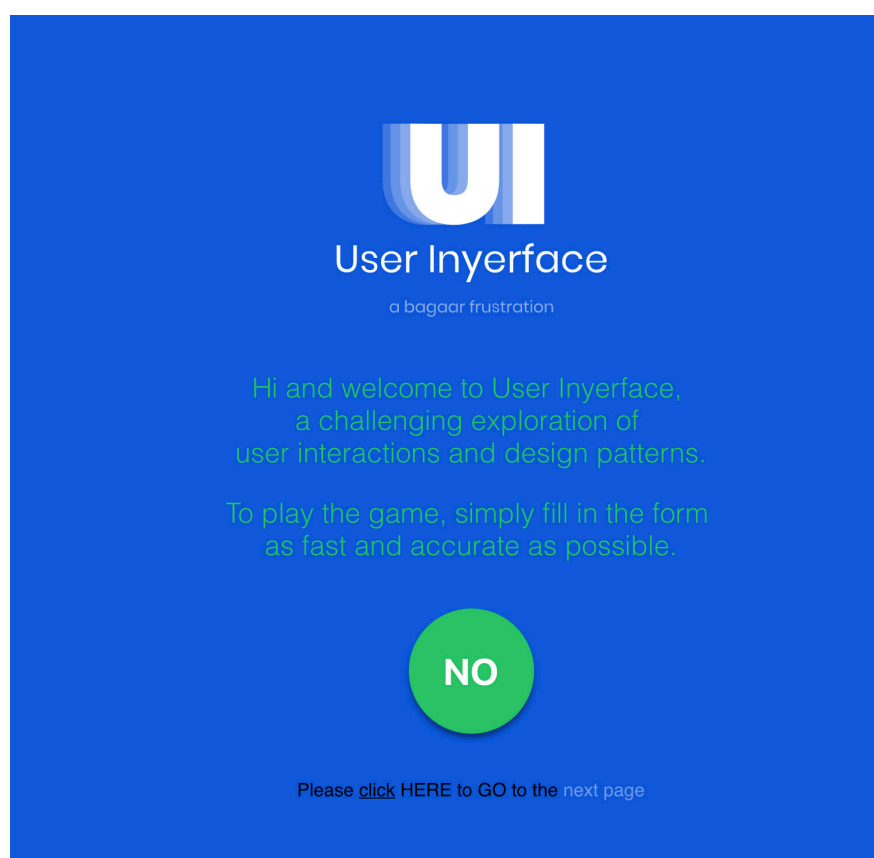 UI
User Inyerface
a bagaar frustration
Hi and welcome to User Inyerface,
a challenging exploration of
user interactions and design patterns.
To play the game, simply fill in the form
as fast and accurate as possible.
NO
Please click HERE to GO to the next page